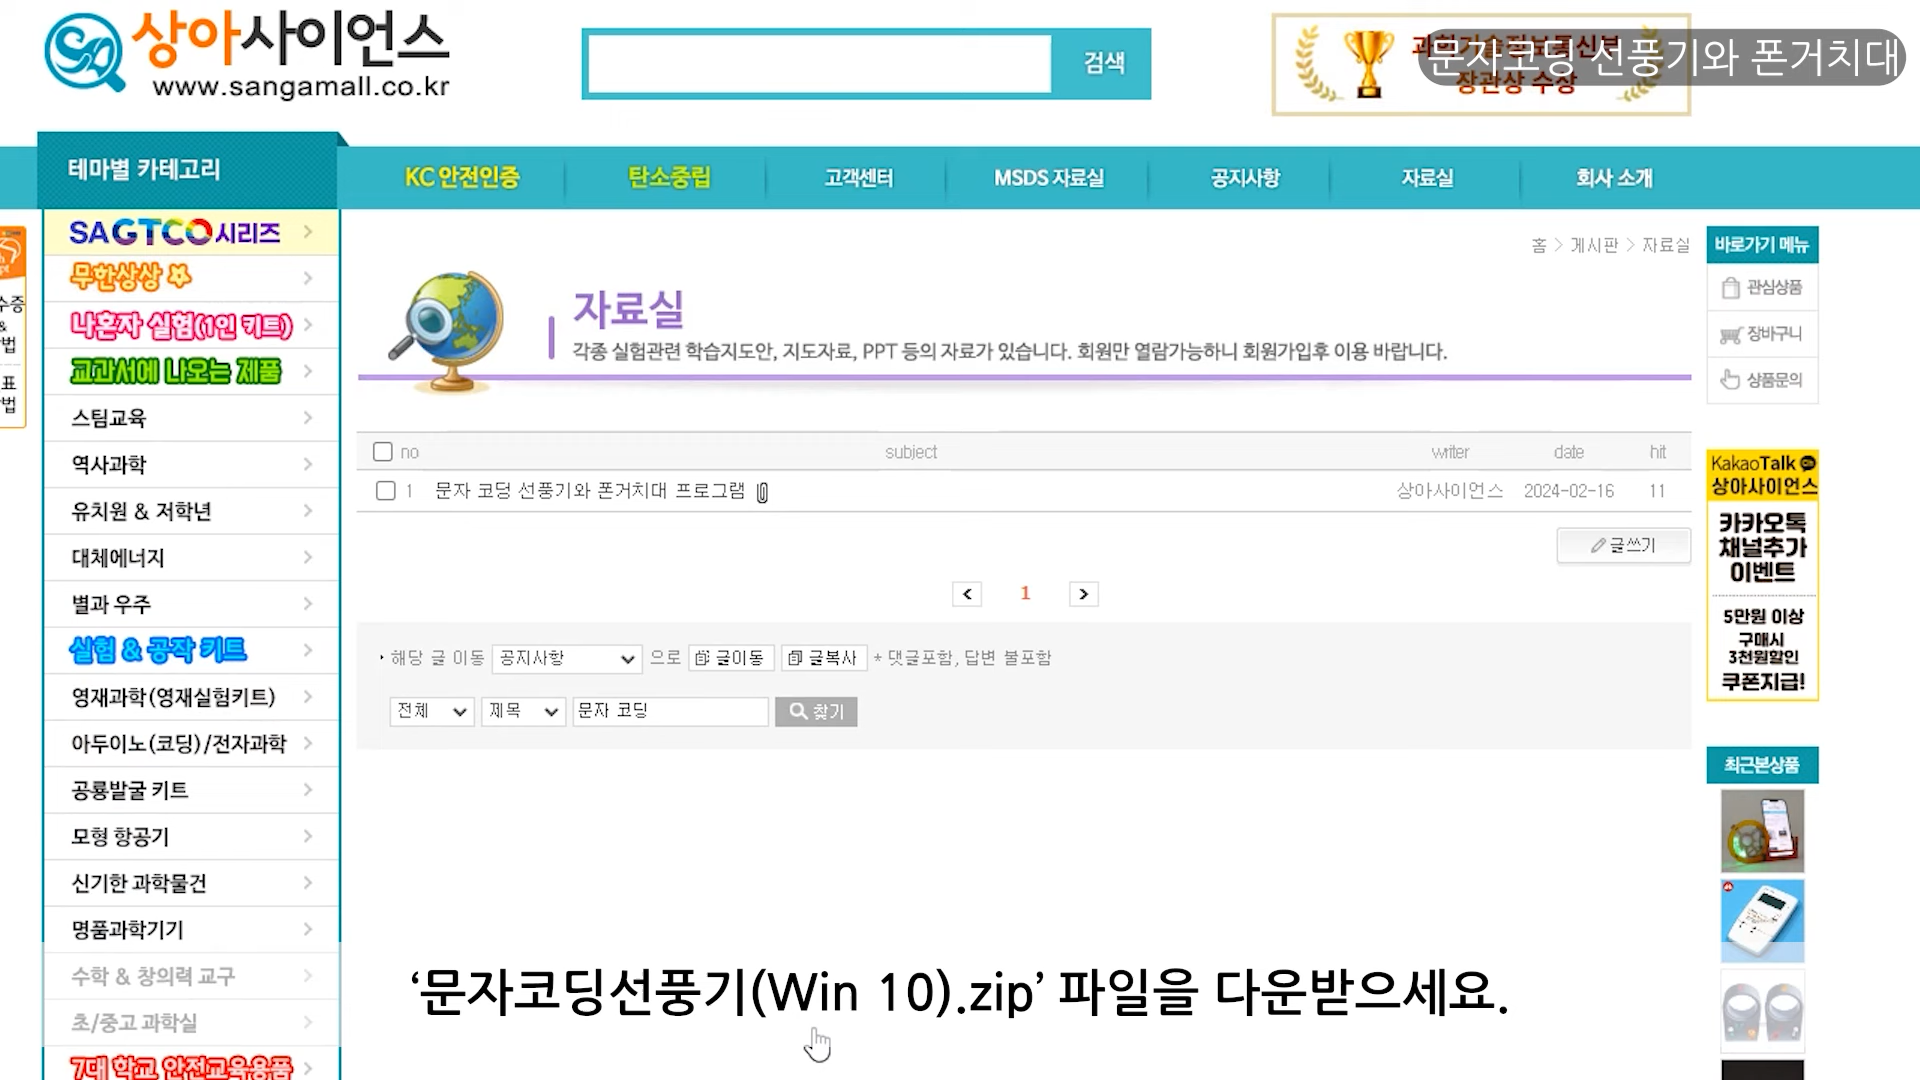 상아사이언스
www.sangamall.co.kr
검색
문자코딩 선풍기와 폰거치대
장관상 수상
테마별 카테고리
KC 안전인증
탄소중립
고객센터
MSDS 자료실
공지사항
자료실
회사 소개
SAGTCO시리즈
무한상상
나혼자 실험(1인 키트)
교과서에 나오는 제품
스팀교육
역사과학
유치원 & 저학년
대체에너지
별과 우주
실험 & 공작 키트
영재과학(영재실험키트)
아두이노(코딩)/전자과학
공룡발굴 키트
모형 항공기
신기한 과학물건
명품과학기기
수학 & 창의력 교구
초/중고 과학실
7대 학교 안전교육용품
홈 > 게시판 > 자료실
자료실
각종 실험관련 학습지도안, 지도자료, PPT 등의 자료가 있습니다. 회원만 열람가능하니 회원가입후 이용 바랍니다.
no subject writer date hit
1 문자 코딩 선풍기와 폰거치대 프로그램 상아사이언스 2024-02-16 11
글쓰기
< 1 >
해당 글 이동 공지사항 으로 글이동 글복사 * 댓글포함, 답변 불포함
전체 제목 문자 코딩 찾기
바로가기 메뉴
관심상품
장바구니
상품문의
KakaoTalk Ch
상아사이언스
카카오톡
채널추가
이벤트
5만원 이상
구매시
3천원할인
쿠폰지급!
최근본상품
‘문자코딩선풍기(Win 10).zip’ 파일을 다운받으세요.